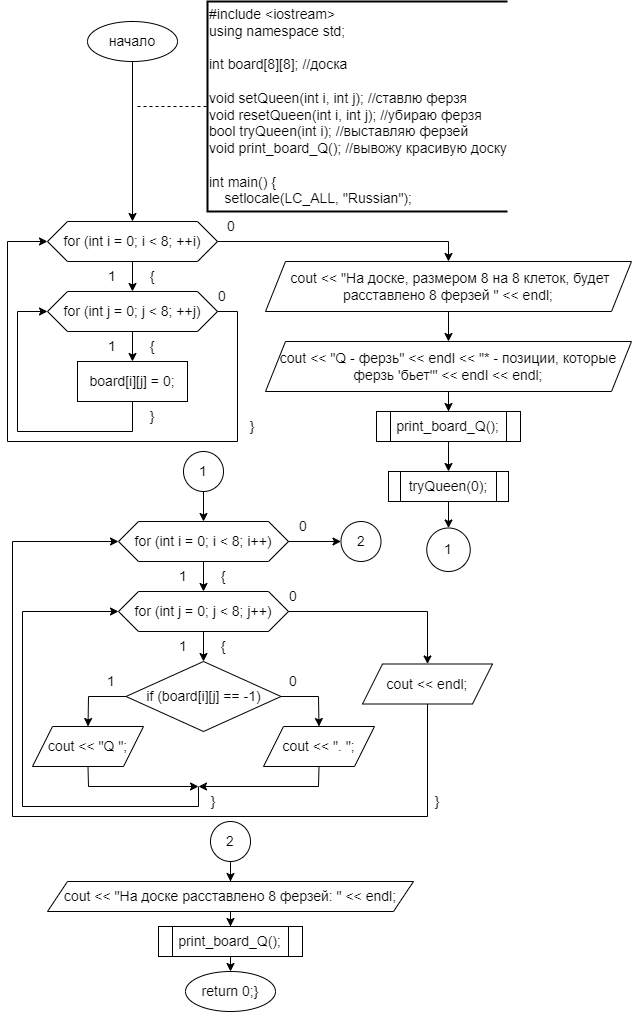 начало
#include <iostream>
using namespace std;
int board[8][8]; //доска
void setQueen(int i, int j); //ставлю ферзя
void resetQueen(int i, int j); //убираю ферзя
bool tryQueen(int i); //выставляю ферзей
void print_board_Q(); //вывожу красивую доску
int main() {
setlocale(LC_ALL, "Russian");
for (int i = 0; i < 8; ++i)
0
1 {
for (int j = 0; j < 8; ++j)
0
1 {
board[i][j] = 0;
}
}
cout << "На доске, размером 8 на 8 клеток, будет
расставлено 8 ферзей " << endl;
cout << "Q - ферзь" << endl << "* - позиции, которые
ферзь 'бьет'" << endl << endl;
print_board_Q();
tryQueen(0);
1
1
for (int i = 0; i < 8; i++)
0
2
1 {
for (int j = 0; j < 8; j++)
0
1 {
if (board[i][j] == -1)
1
0
cout << "Q ";
cout << ". ";
cout << endl;
}
}
2
cout << "На доске расставлено 8 ферзей: " << endl;
print_board_Q();
return 0;}